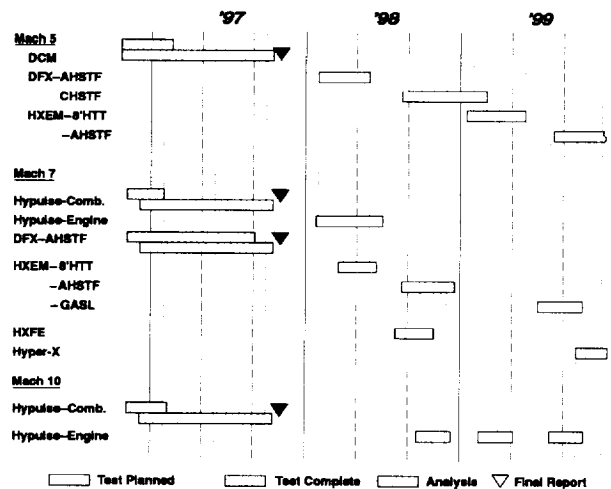 '97 '98 '99
Mach 5
DCM
DFX–AHSTF
CHSTF
HXEM–8'HTT
–AHSTF
Mach 7
Hypulse-Comb.
Hypulse-Engine
DFX–AHSTF
HXEM–8'HTT
–AHSTF
–GASL
HXFE
Hyper-X
Mach 10
Hypulse–Comb.
Hypulse–Engine
Test Planned Test Complete Analysis Final Report